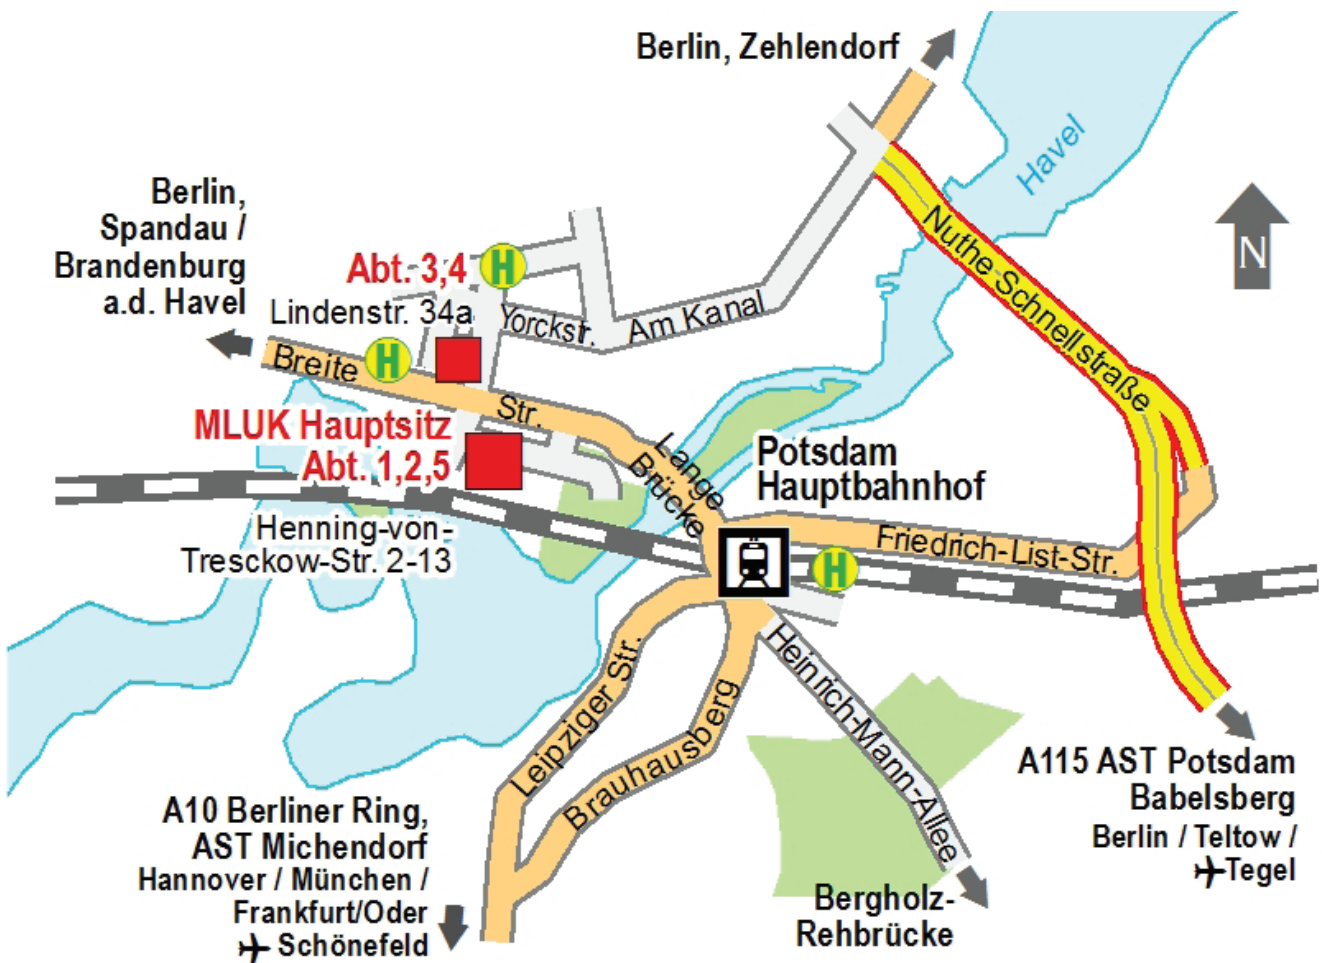 Berlin, Zehlendorf
Havel
Berlin,
Spandau /
Brandenburg
a.d. Havel
N
Nuthe-Schnellstraße
Abt. 3,4
H
Lindenstr. 34a
Yorckstr.
Am Kanal
Breite
H
Str.
MLUK Hauptsitz
Abt. 1,2,5
Lange
Brücke
Potsdam
Hauptbahnhof
Henning-von-
Tresckow-Str. 2-13
Friedrich-List-Str.
H
Heinrich-Mann-Allee
Leipziger Str.
Brauhausberg
A115 AST Potsdam
Babelsberg
Berlin / Teltow /
Tegel
A10 Berliner Ring,
AST Michendorf
Hannover / München /
Frankfurt/Oder
Schönefeld
Bergholz-
Rehbrücke